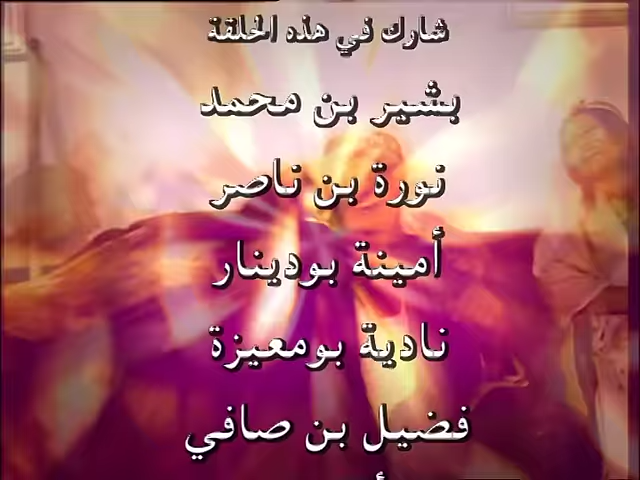 شارك في هذه الحلقة
بشير بن محمد
نورة بن ناصر
أمينة بودينار
نادية بومعيزة
فضيل بن صافي